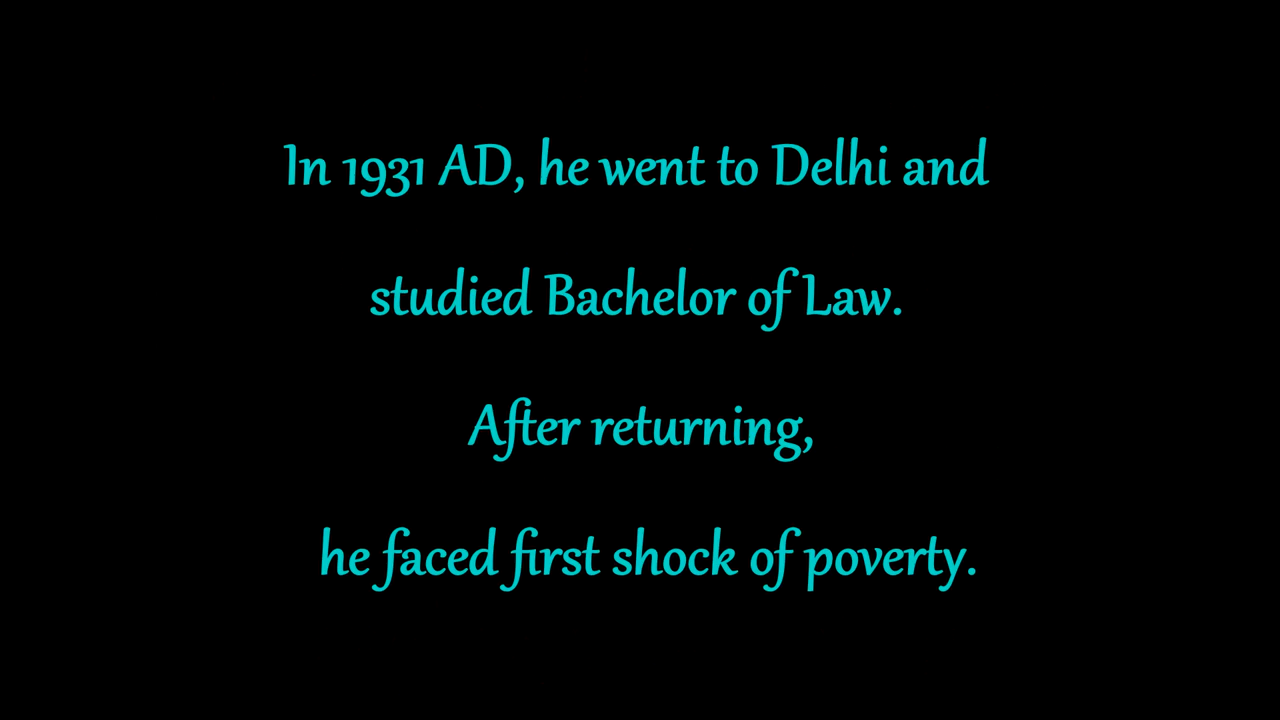 In 1931 AD, he went to Delhi and
studied Bachelor of Law.
After returning,
he faced first shock of poverty.